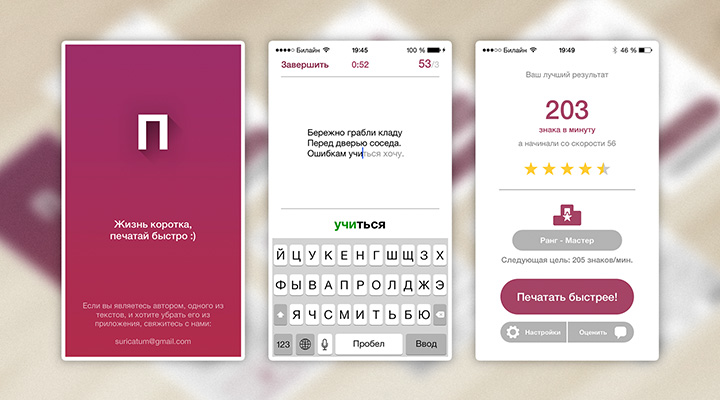 П
Жизнь коротка,
печатай быстро :)
Если вы являетесь автором, одного из
текстов, и хотите убрать его из
приложения, свяжитесь с нами:
suricatum@gmail.com
Билайн 19:45 100 %
Завершить 0:52 53/3
Бережно грабли кладу
Перед дверью соседа.
Ошибкам учиться хочу.
учиться
Й Ц У К Е Н Г Ш Щ З Х
Ф Ы В А П Р О Л Д Ж Э
Я Ч С М И Т Ь Б Ю
123 Пробел Ввод
Билайн 19:49 46 %
Ваш лучший результат
203
знака в минуту
а начинали со скорости 56
Ранг - Мастер
Следующая цель: 205 знаков/мин.
Печатать быстрее!
Настройки Оценить